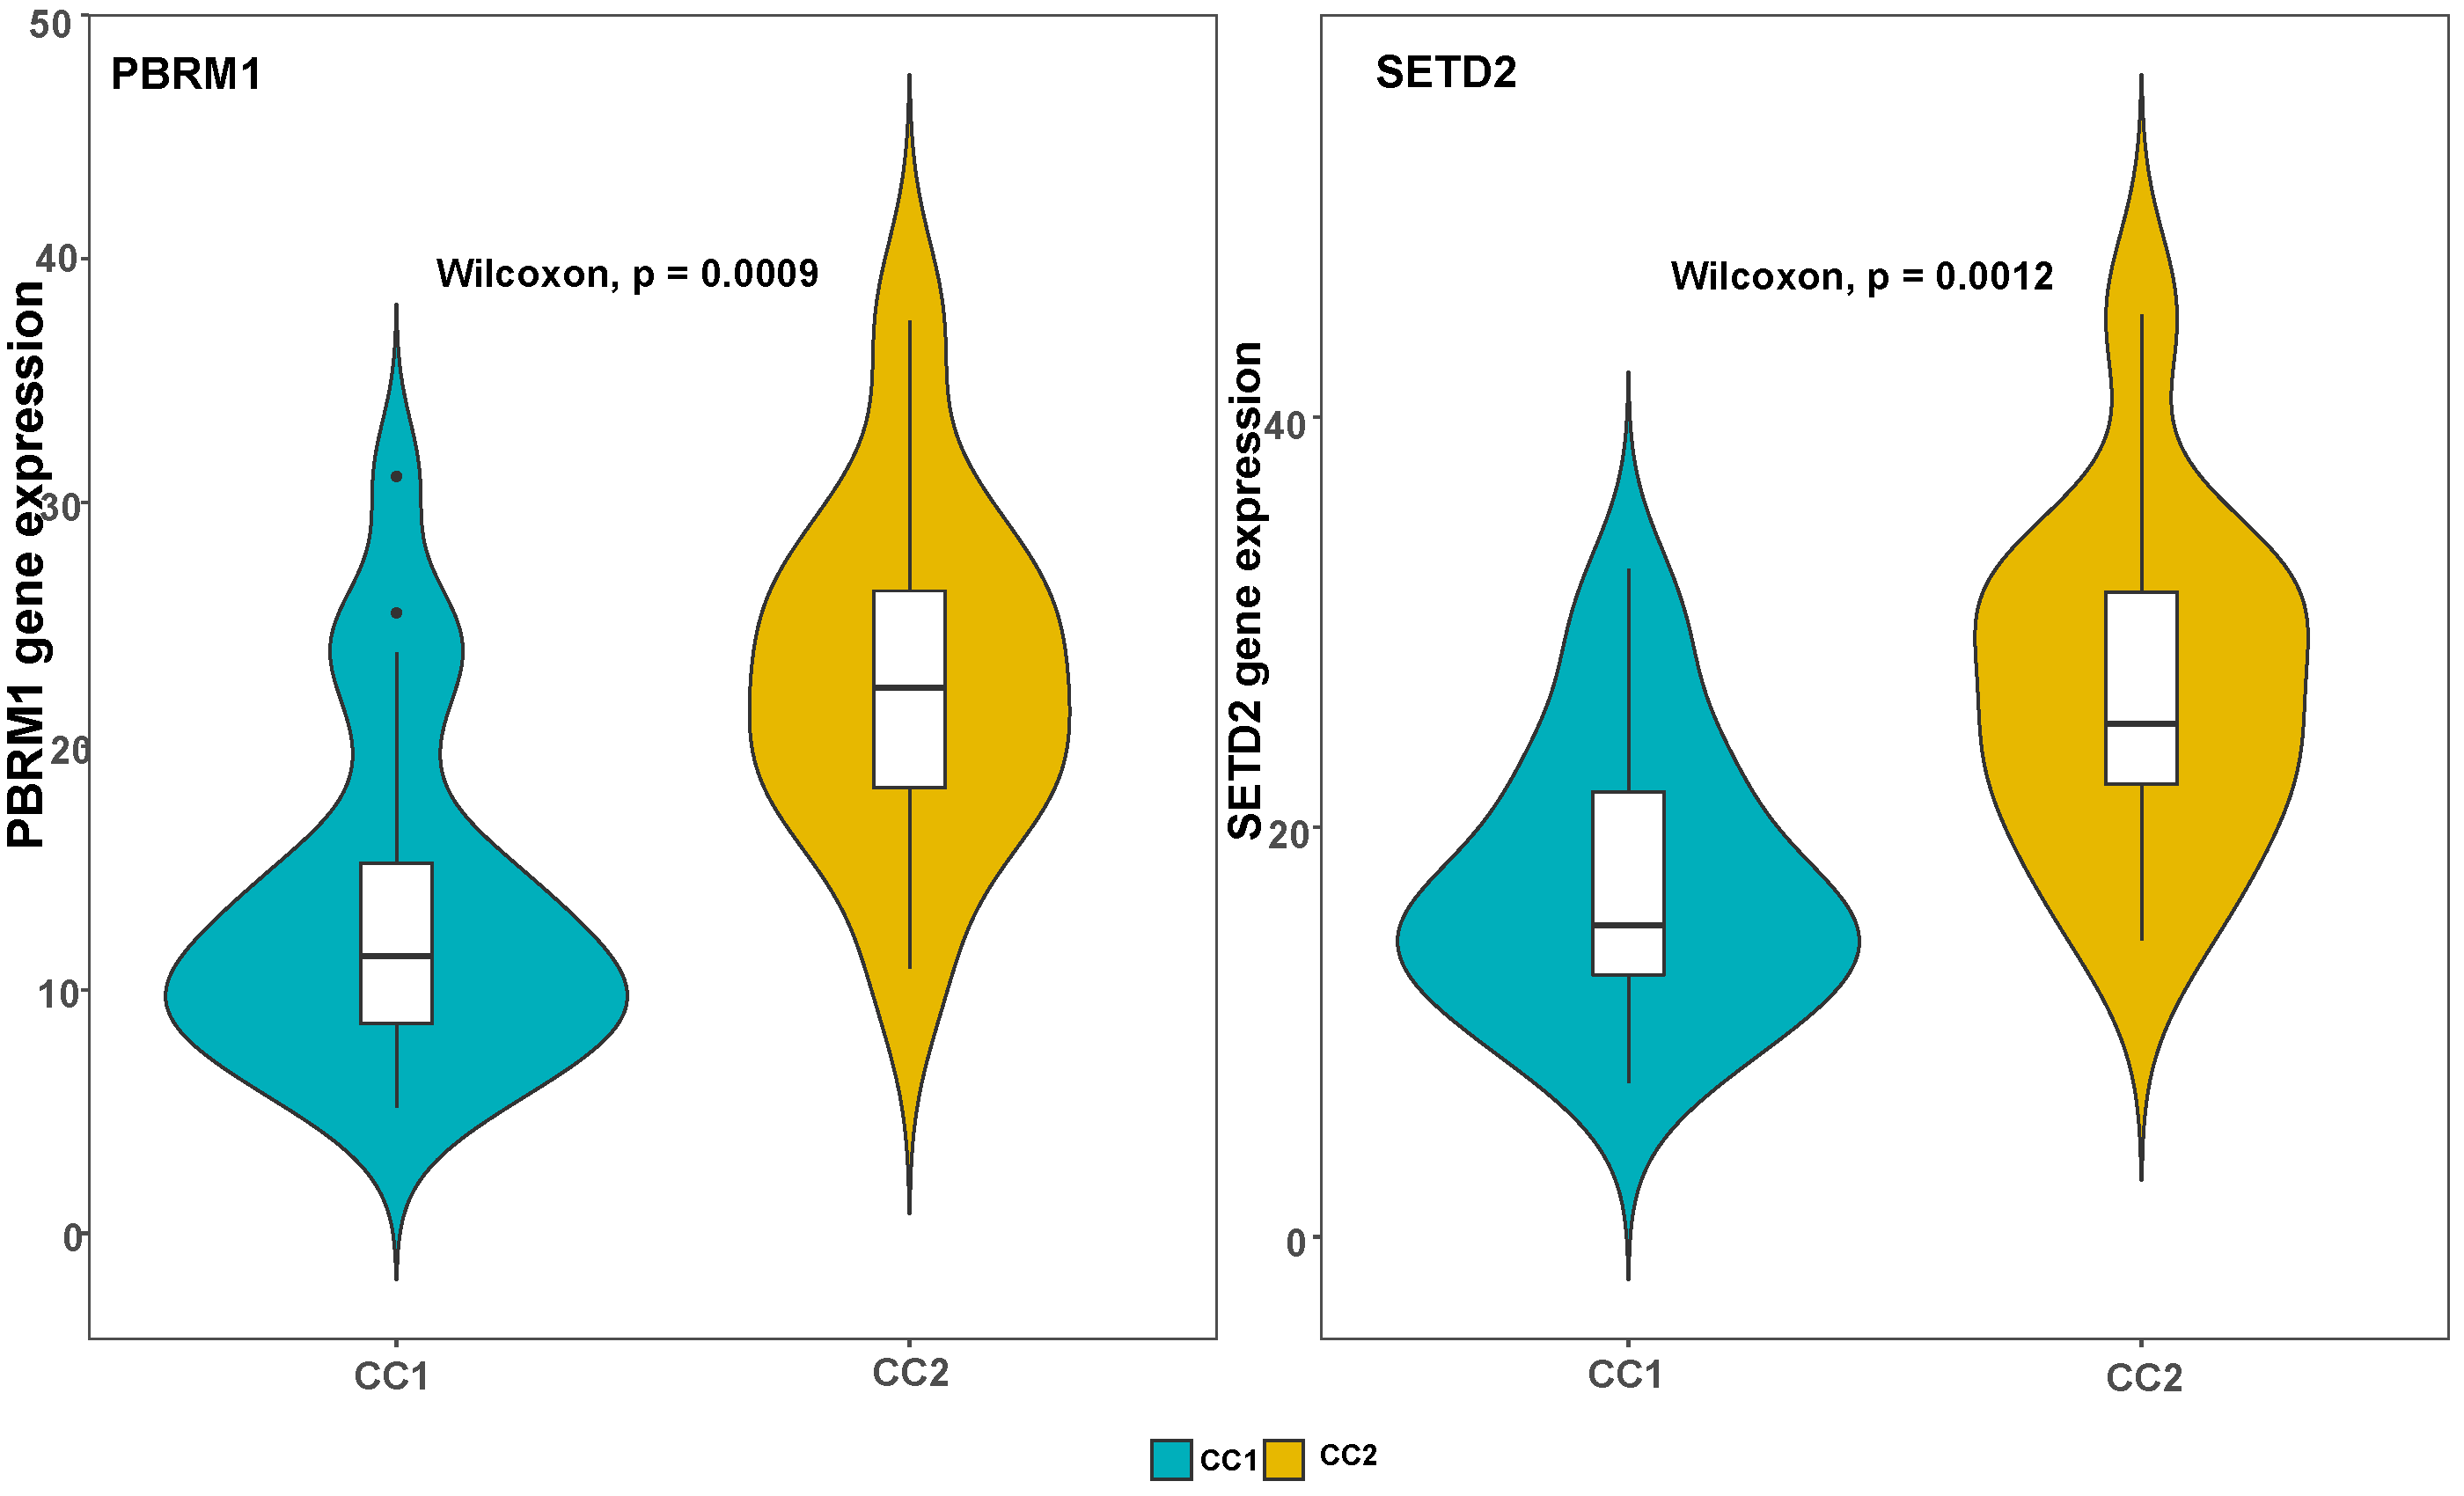 PBRM1
Wilcoxon, p = 0.0009
PBRM1 gene expression
50
40
30
20
10
0
CC1
CC2
SETD2
Wilcoxon, p = 0.0012
SETD2 gene expression
40
20
0
CC1
CC2
CC1
CC2